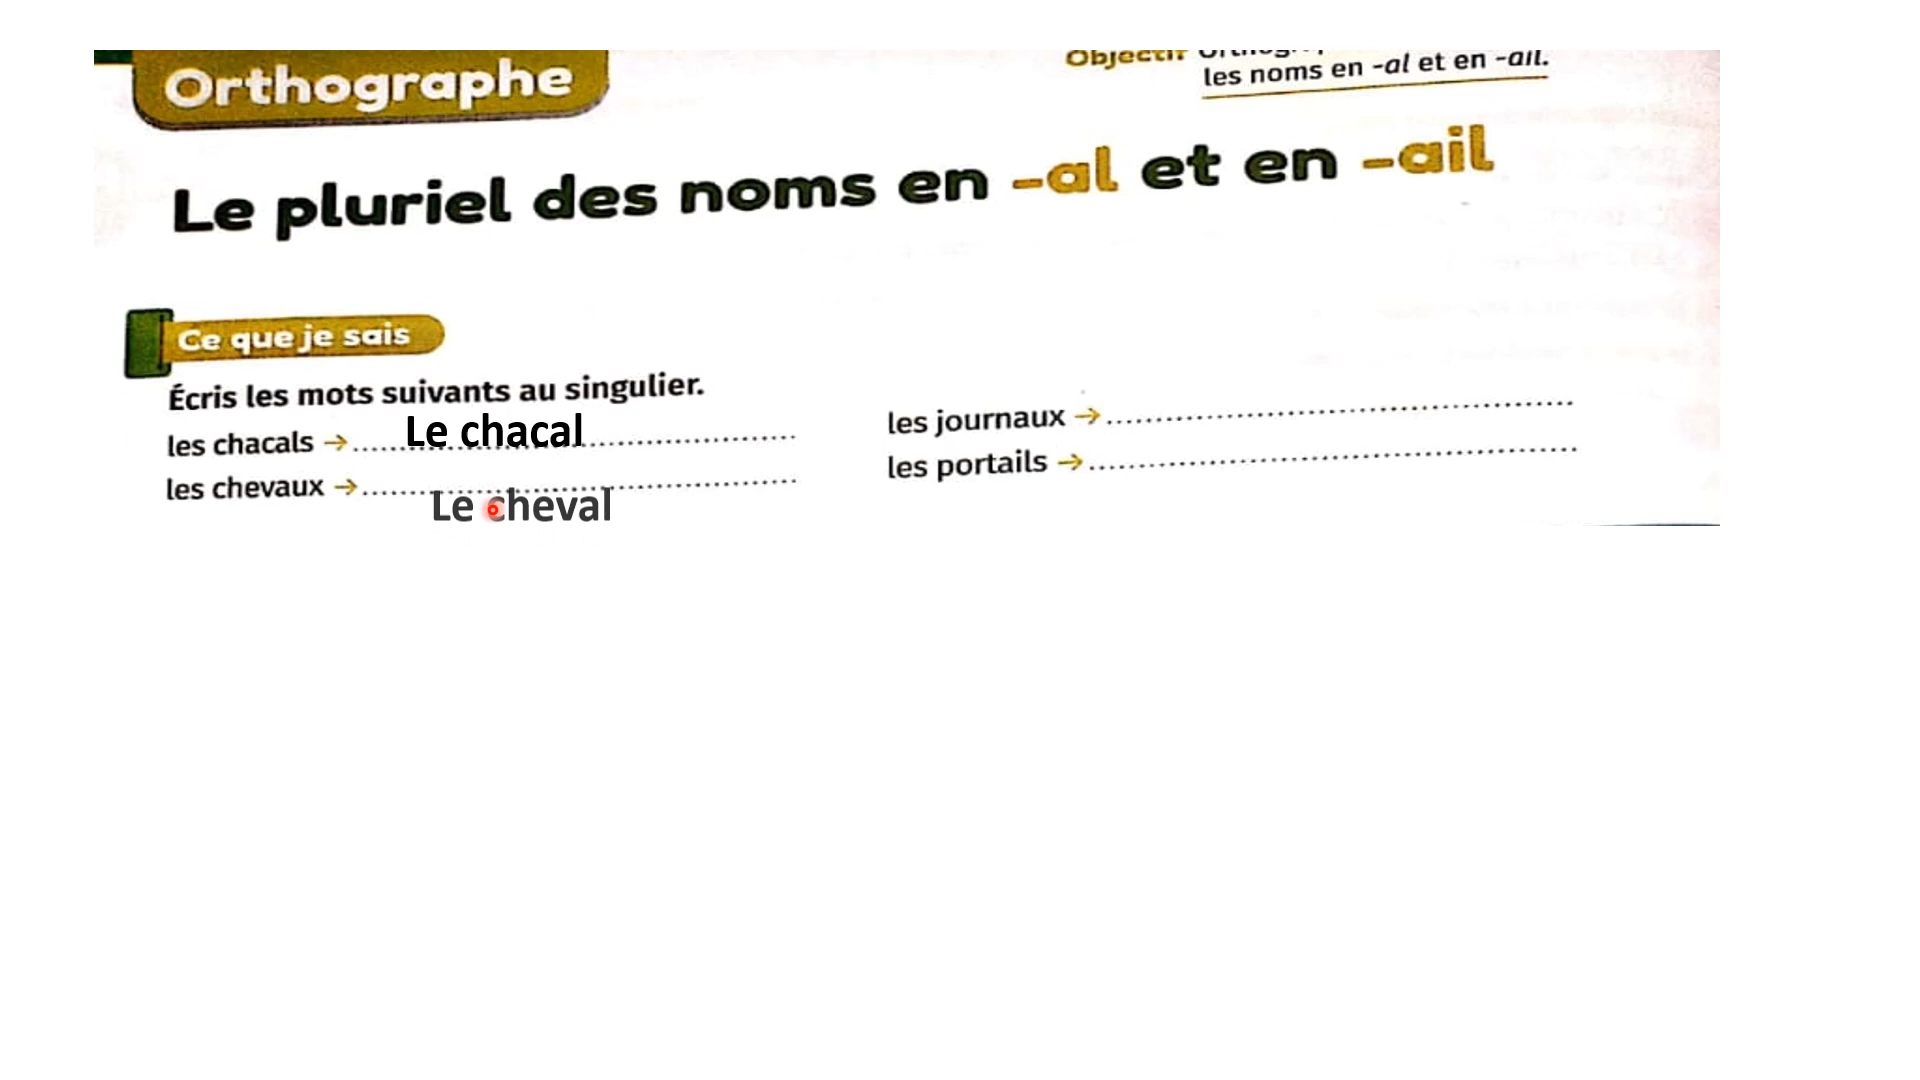 Orthographe
Objectif
les noms en -al et en -ail.
Le pluriel des noms en -al et en -ail
Ce que je sais
Écris les mots suivants au singulier.
les chacals → Le chacal
les chevaux → Le cheval
les journaux →
les portails →